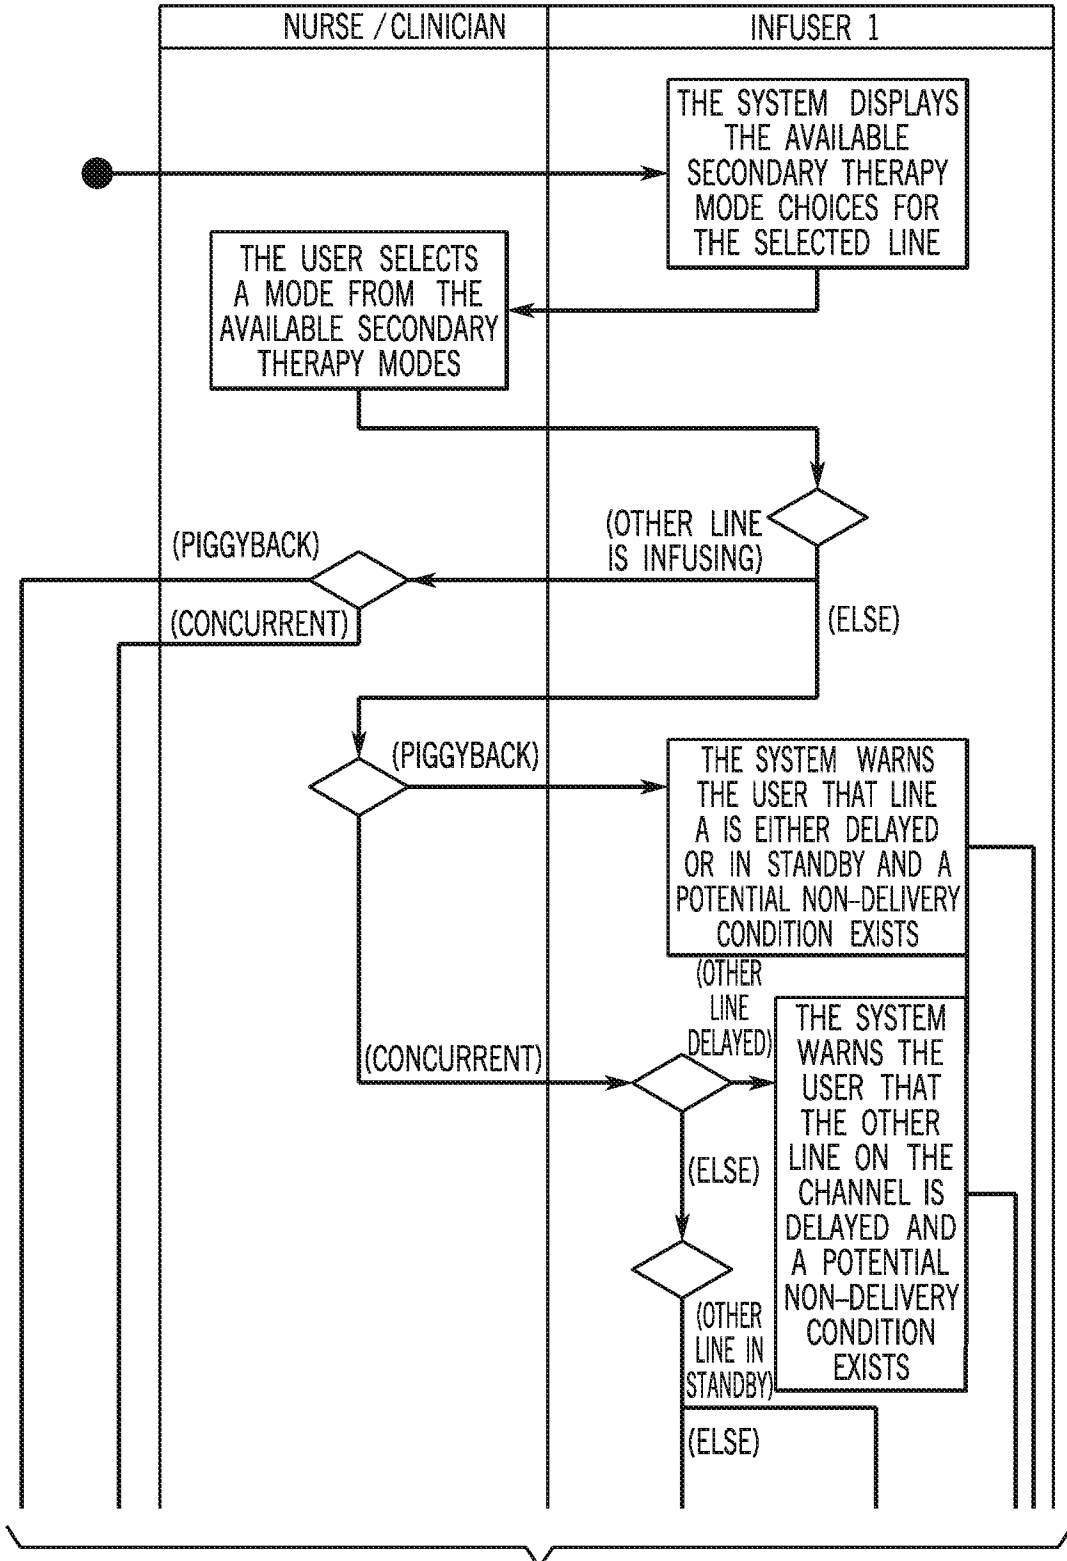 NURSE / CLINICIAN
INFUSER 1
THE SYSTEM DISPLAYS
THE AVAILABLE
SECONDARY THERAPY
MODE CHOICES FOR
THE SELECTED LINE
THE USER SELECTS
A MODE FROM THE
AVAILABLE SECONDARY
THERAPY MODES
(OTHER LINE
IS INFUSING)
(PIGGYBACK)
(CONCURRENT)
(ELSE)
(PIGGYBACK)
THE SYSTEM WARNS
THE USER THAT LINE
A IS EITHER DELAYED
OR IN STANDBY AND A
POTENTIAL NON-DELIVERY
CONDITION EXISTS
(CONCURRENT)
(OTHER
LINE
DELAYED)
THE SYSTEM
WARNS THE
USER THAT
THE OTHER
LINE ON THE
CHANNEL IS
DELAYED AND
A POTENTIAL
NON-DELIVERY
CONDITION
EXISTS
(ELSE)
(OTHER
LINE IN
STANDBY)
(ELSE)